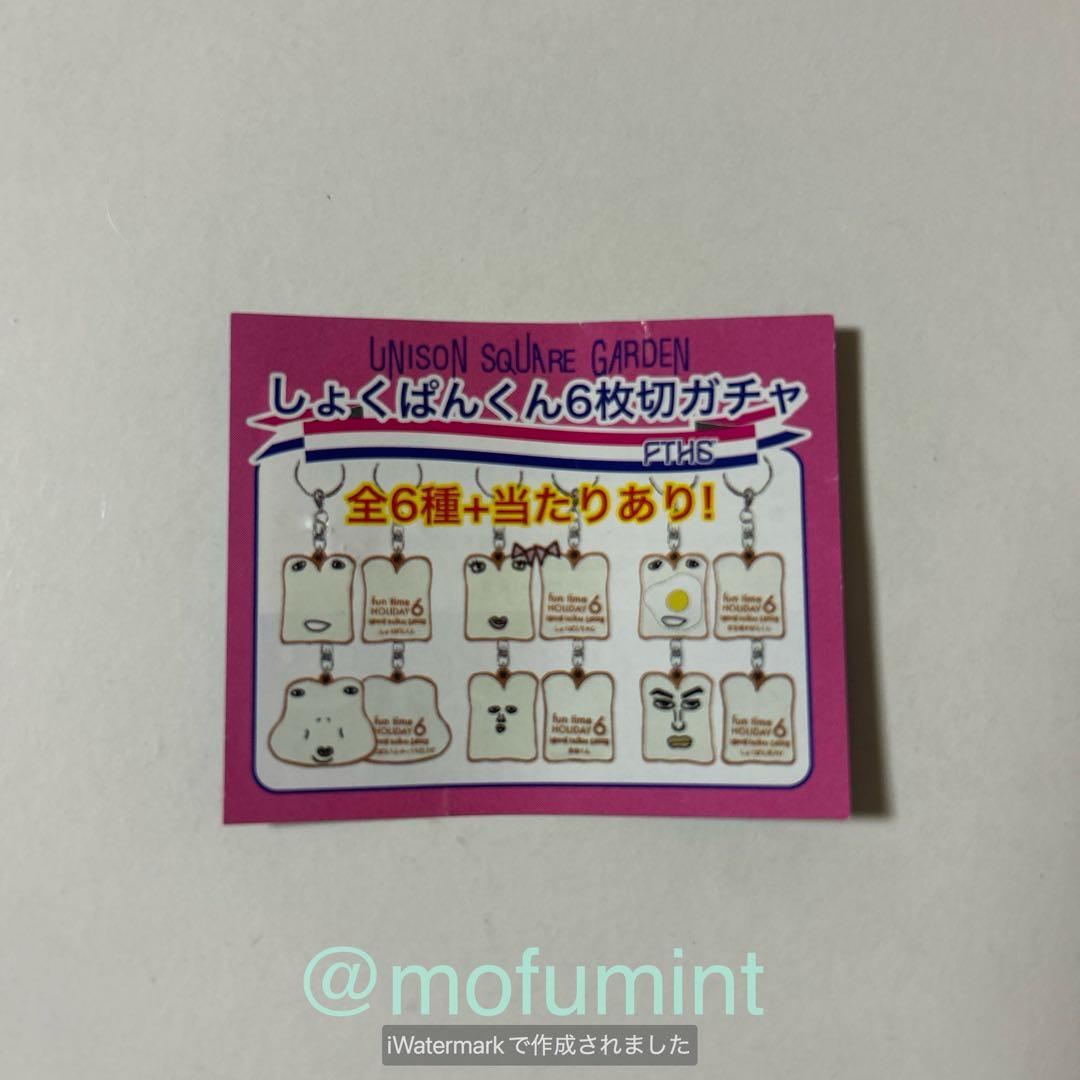 UNISON SQUARE GARDEN
しょくぱんくん6枚切ガチャ
FTH6
全6種+当たりあり!
fun time
HOLIDAY 6
fun time
HOLIDAY 6
fun time
HOLIDAY 6
fun time
HOLIDAY 6
fun time
HOLIDAY 6
fun time
HOLIDAY 6
@mofumint
iWatermarkで作成されました